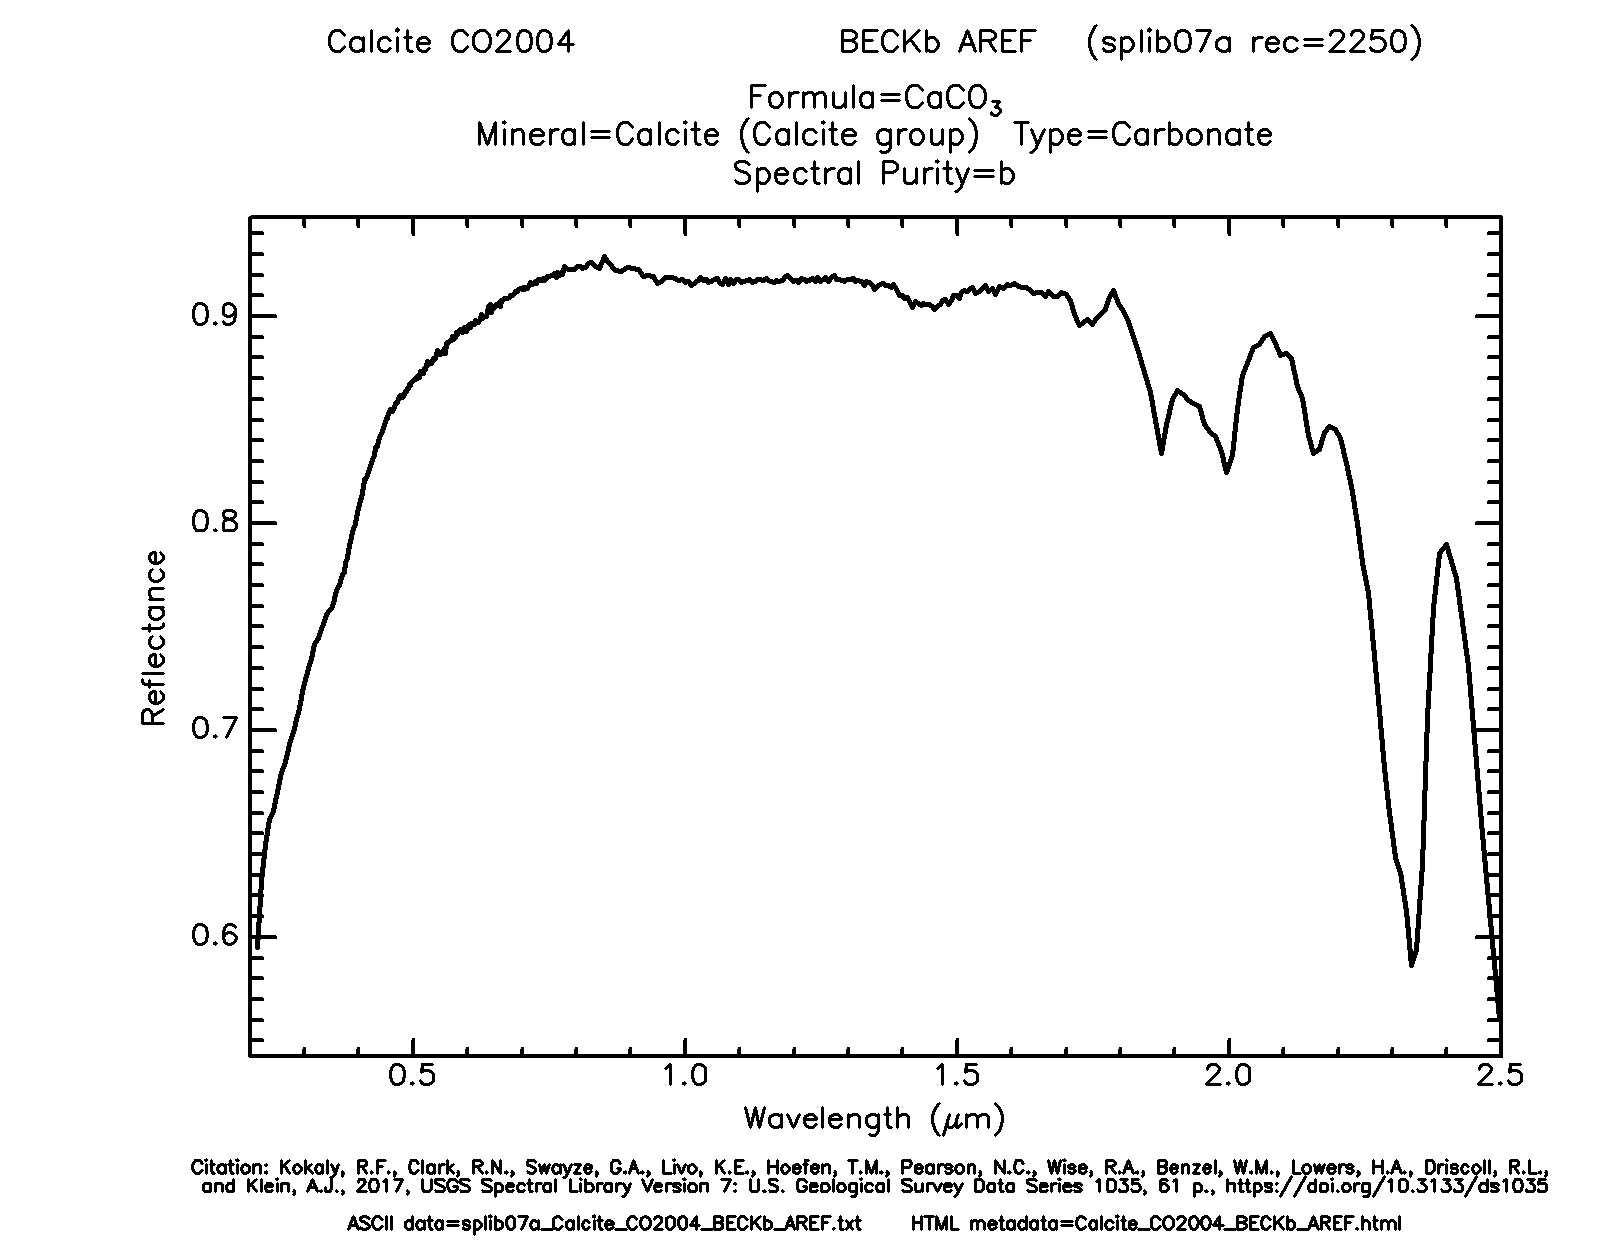 Calcite CO2004 BECKb AREF (splib07a rec=2250)
Formula=CaCO₃
Mineral=Calcite (Calcite group) Type=Carbonate
Spectral Purity=b
0.9
0.8
0.7
0.6
Reflectance
0.5 1.0 1.5 2.0 2.5
Wavelength (μm)
Citation: Kokaly, R.F., Clark, R.N., Swayze, G.A., Livo, K.E., Hoefen, T.M., Pearson, N.C., Wise, R.A., Benzel, W.M., Lowers, H.A., Driscoll, R.L.,
and Klein, A.J., 2017, USGS Spectral Library Version 7: U.S. Geological Survey Data Series 1035, 61 p., https://doi.org/10.3133/ds1035
ASCII data=splib07a_Calcite_CO2004_BECKb_AREF.txt HTML metadata=Calcite_CO2004_BECKb_AREF.html